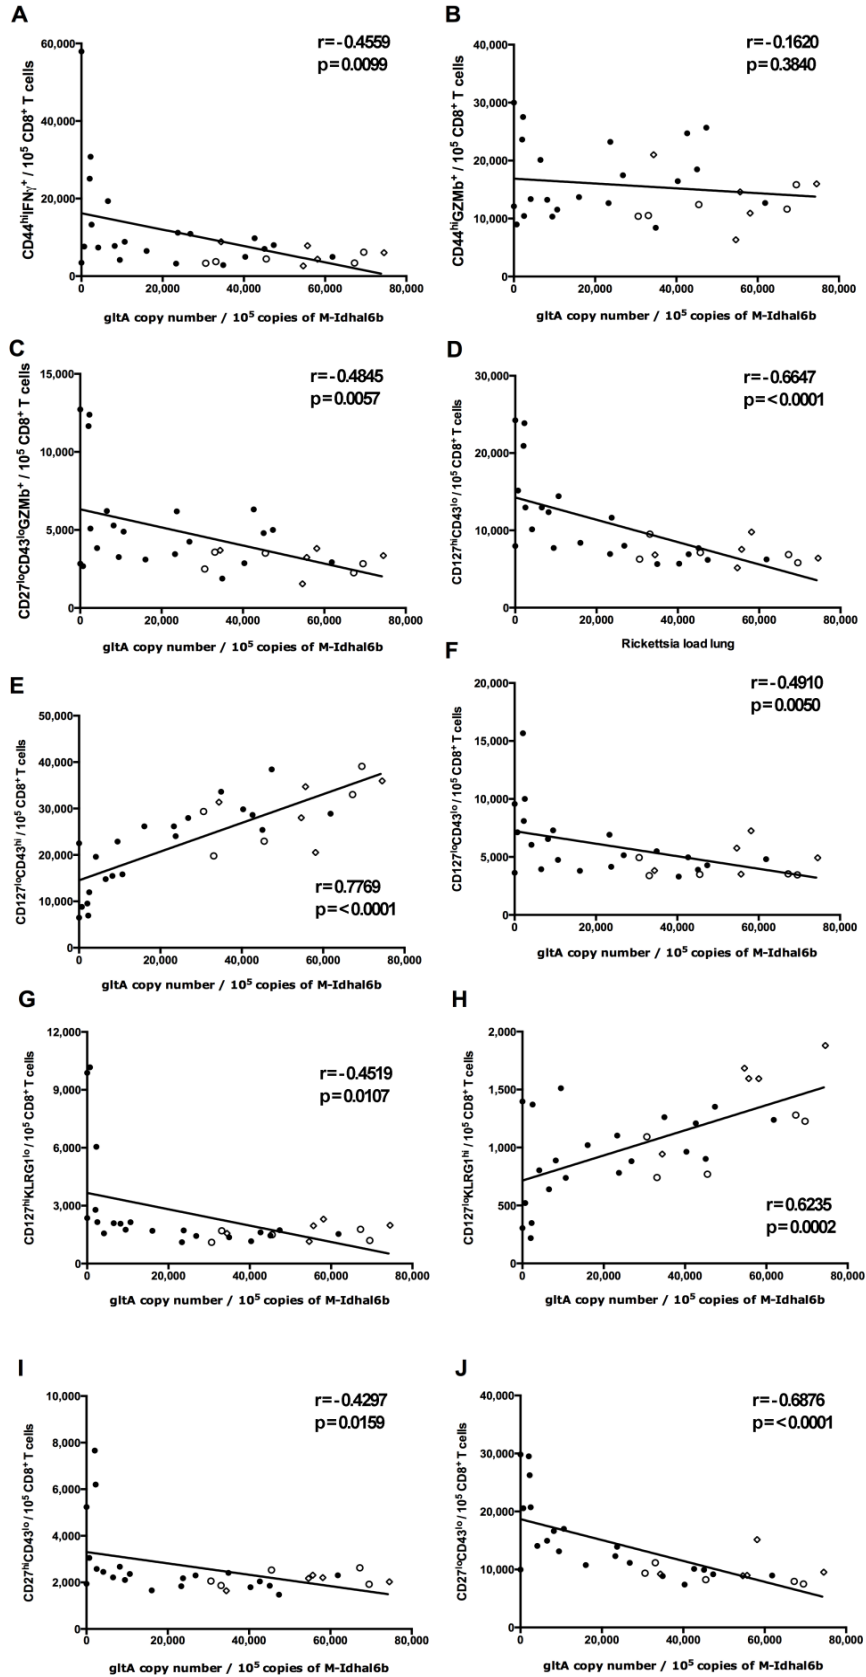 A
r=-0.4559
p=0.0099
CD44ʰⁱIFNγ⁺ / 10⁵ CD8⁺ T cells
60,000
40,000
20,000
0
0 20,000 40,000 60,000 80,000
gltA copy number / 10⁵ copies of M-Idhal6b
B
r=-0.1620
p=0.3840
CD44ʰⁱGZMb⁺ / 10⁵ CD8⁺ T cells
40,000
30,000
20,000
10,000
0
0 20,000 40,000 60,000 80,000
gltA copy number / 10⁵ copies of M-Idhal6b
C
r=-0.4845
p=0.0057
CD27ˡᵒCD43ˡᵒGZMb⁺ / 10⁵ CD8⁺ T cells
15,000
10,000
5,000
0
0 20,000 40,000 60,000 80,000
gltA copy number / 10⁵ copies of M-Idhal6b
D
r=-0.6647
p=<0.0001
CD127ʰⁱCD43ˡᵒ / 10⁵ CD8⁺ T cells
30,000
20,000
10,000
0
0 20,000 40,000 60,000 80,000
Rickettsia load lung
E
r=0.7769
p=<0.0001
CD127ˡᵒCD43ʰⁱ / 10⁵ CD8⁺ T cells
50,000
40,000
30,000
20,000
10,000
0
0 20,000 40,000 60,000 80,000
gltA copy number / 10⁵ copies of M-Idhal6b
F
r=-0.4910
p=0.0050
CD127ˡᵒCD43ˡᵒ / 10⁵ CD8⁺ T cells
20,000
15,000
10,000
5,000
0
0 20,000 40,000 60,000 80,000
gltA copy number / 10⁵ copies of M-Idhal6b
G
r=-0.4519
p=0.0107
CD127ʰⁱKLRG1ˡᵒ / 10⁵ CD8⁺ T cells
12,000
9,000
6,000
3,000
0
0 20,000 40,000 60,000 80,000
gltA copy number / 10⁵ copies of M-Idhal6b
H
r=0.6235
p=0.0002
CD127ˡᵒKLRG1ʰⁱ / 10⁵ CD8⁺ T cells
2,000
1,500
1,000
500
0
0 20,000 40,000 60,000 80,000
gltA copy number / 10⁵ copies of M-Idhal6b
I
r=-0.4297
p=0.0159
CD27ʰⁱCD43ˡᵒ / 10⁵ CD8⁺ T cells
10,000
8,000
6,000
4,000
2,000
0
0 20,000 40,000 60,000 80,000
gltA copy number / 10⁵ copies of M-Idhal6b
J
r=-0.6876
p=<0.0001
CD27ˡᵒCD43ˡᵒ / 10⁵ CD8⁺ T cells
40,000
30,000
20,000
10,000
0
0 20,000 40,000 60,000 80,000
gltA copy number / 10⁵ copies of M-Idhal6b